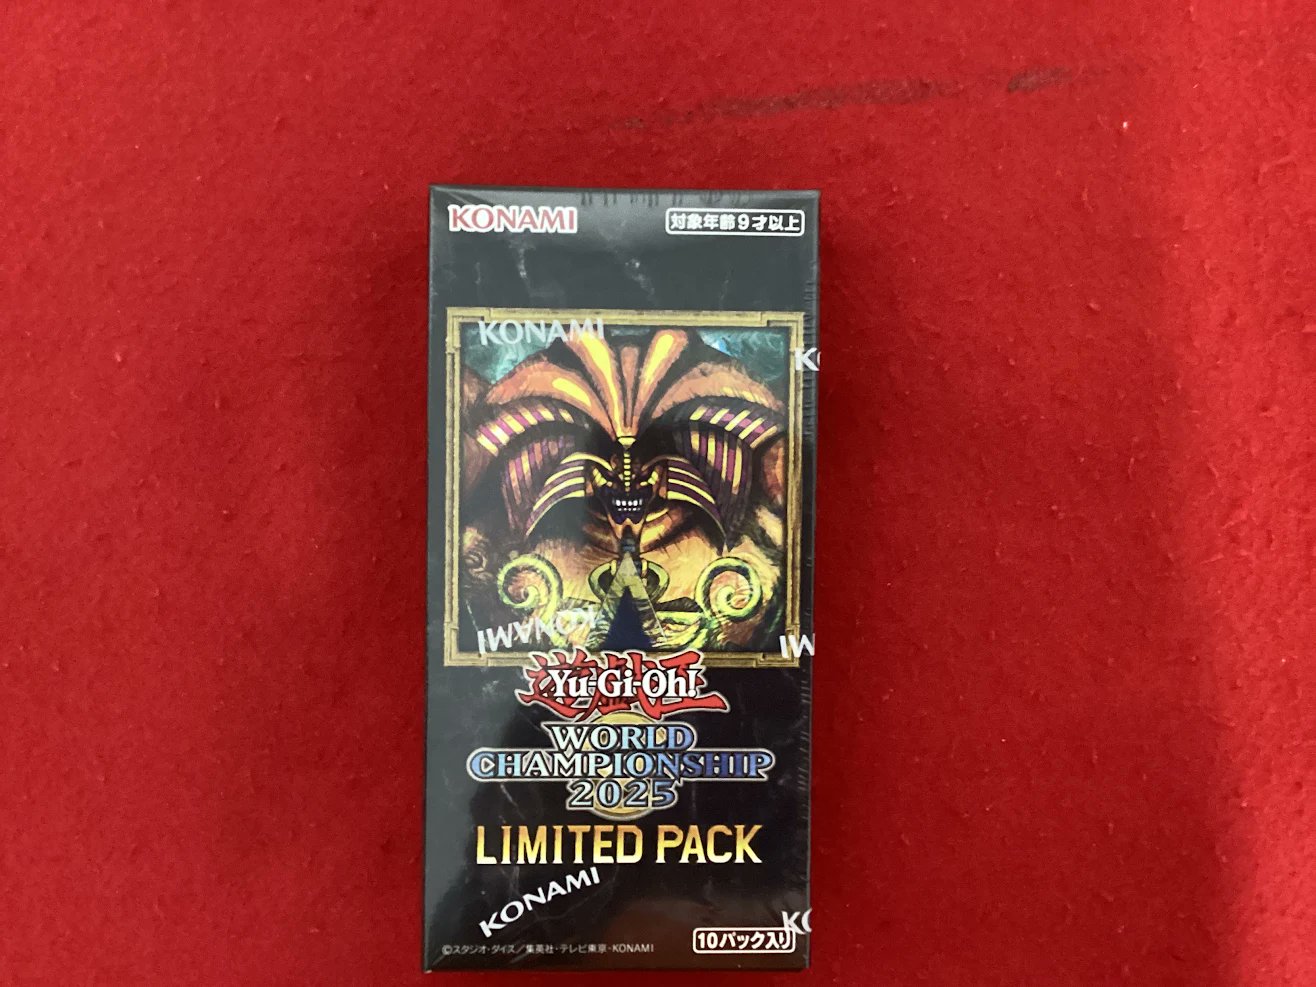 KONAMI
対象年齢9才以上
KONAMI
KONAMI
遊戯王
Yu-Gi-Oh!
WORLD
CHAMPIONSHIP
2025
LIMITED PACK
KONAMI
10パック入り
©スタジオ・ダイス／集英社・テレビ東京・KONAMI